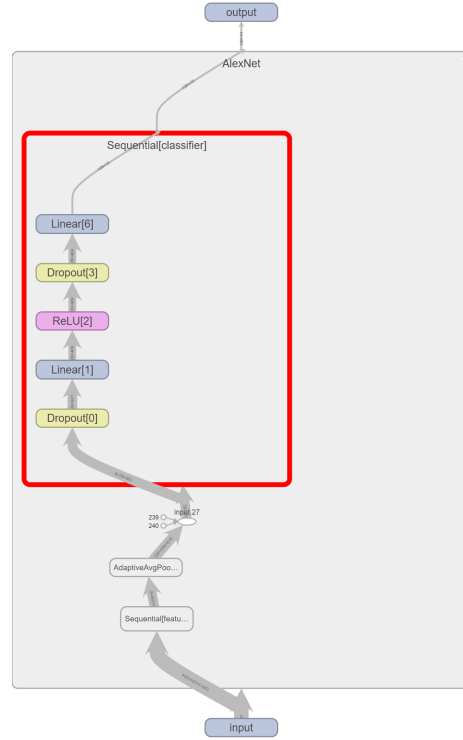 output
AlexNet
Sequential[classifier]
Linear[6]
Dropout[3]
ReLU[2]
Linear[1]
Dropout[0]
input.27
239
240
AdaptiveAvgPoo...
Sequential[featu...
input